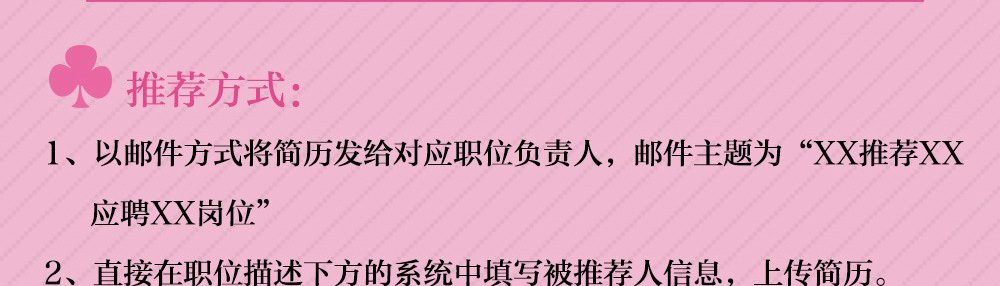 推荐方式：
1、以邮件方式将简历发给对应职位负责人，邮件主题为“XX推荐XX
应聘XX岗位”
2、直接在职位描述下方的系统中填写被推荐人信息，上传简历。